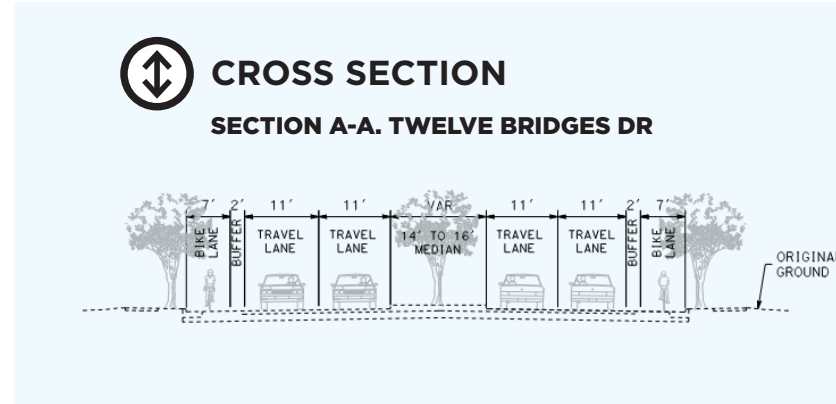 CROSS SECTION
SECTION A-A. TWELVE BRIDGES DR
7' 2' 11' 11' VAR 11' 11' 2' 7'
BIKE LANE
BUFFER
TRAVEL
LANE
TRAVEL
LANE
14' TO 16'
MEDIAN
TRAVEL
LANE
TRAVEL
LANE
BUFFER
BIKE
LANE
ORIGINAL
GROUND